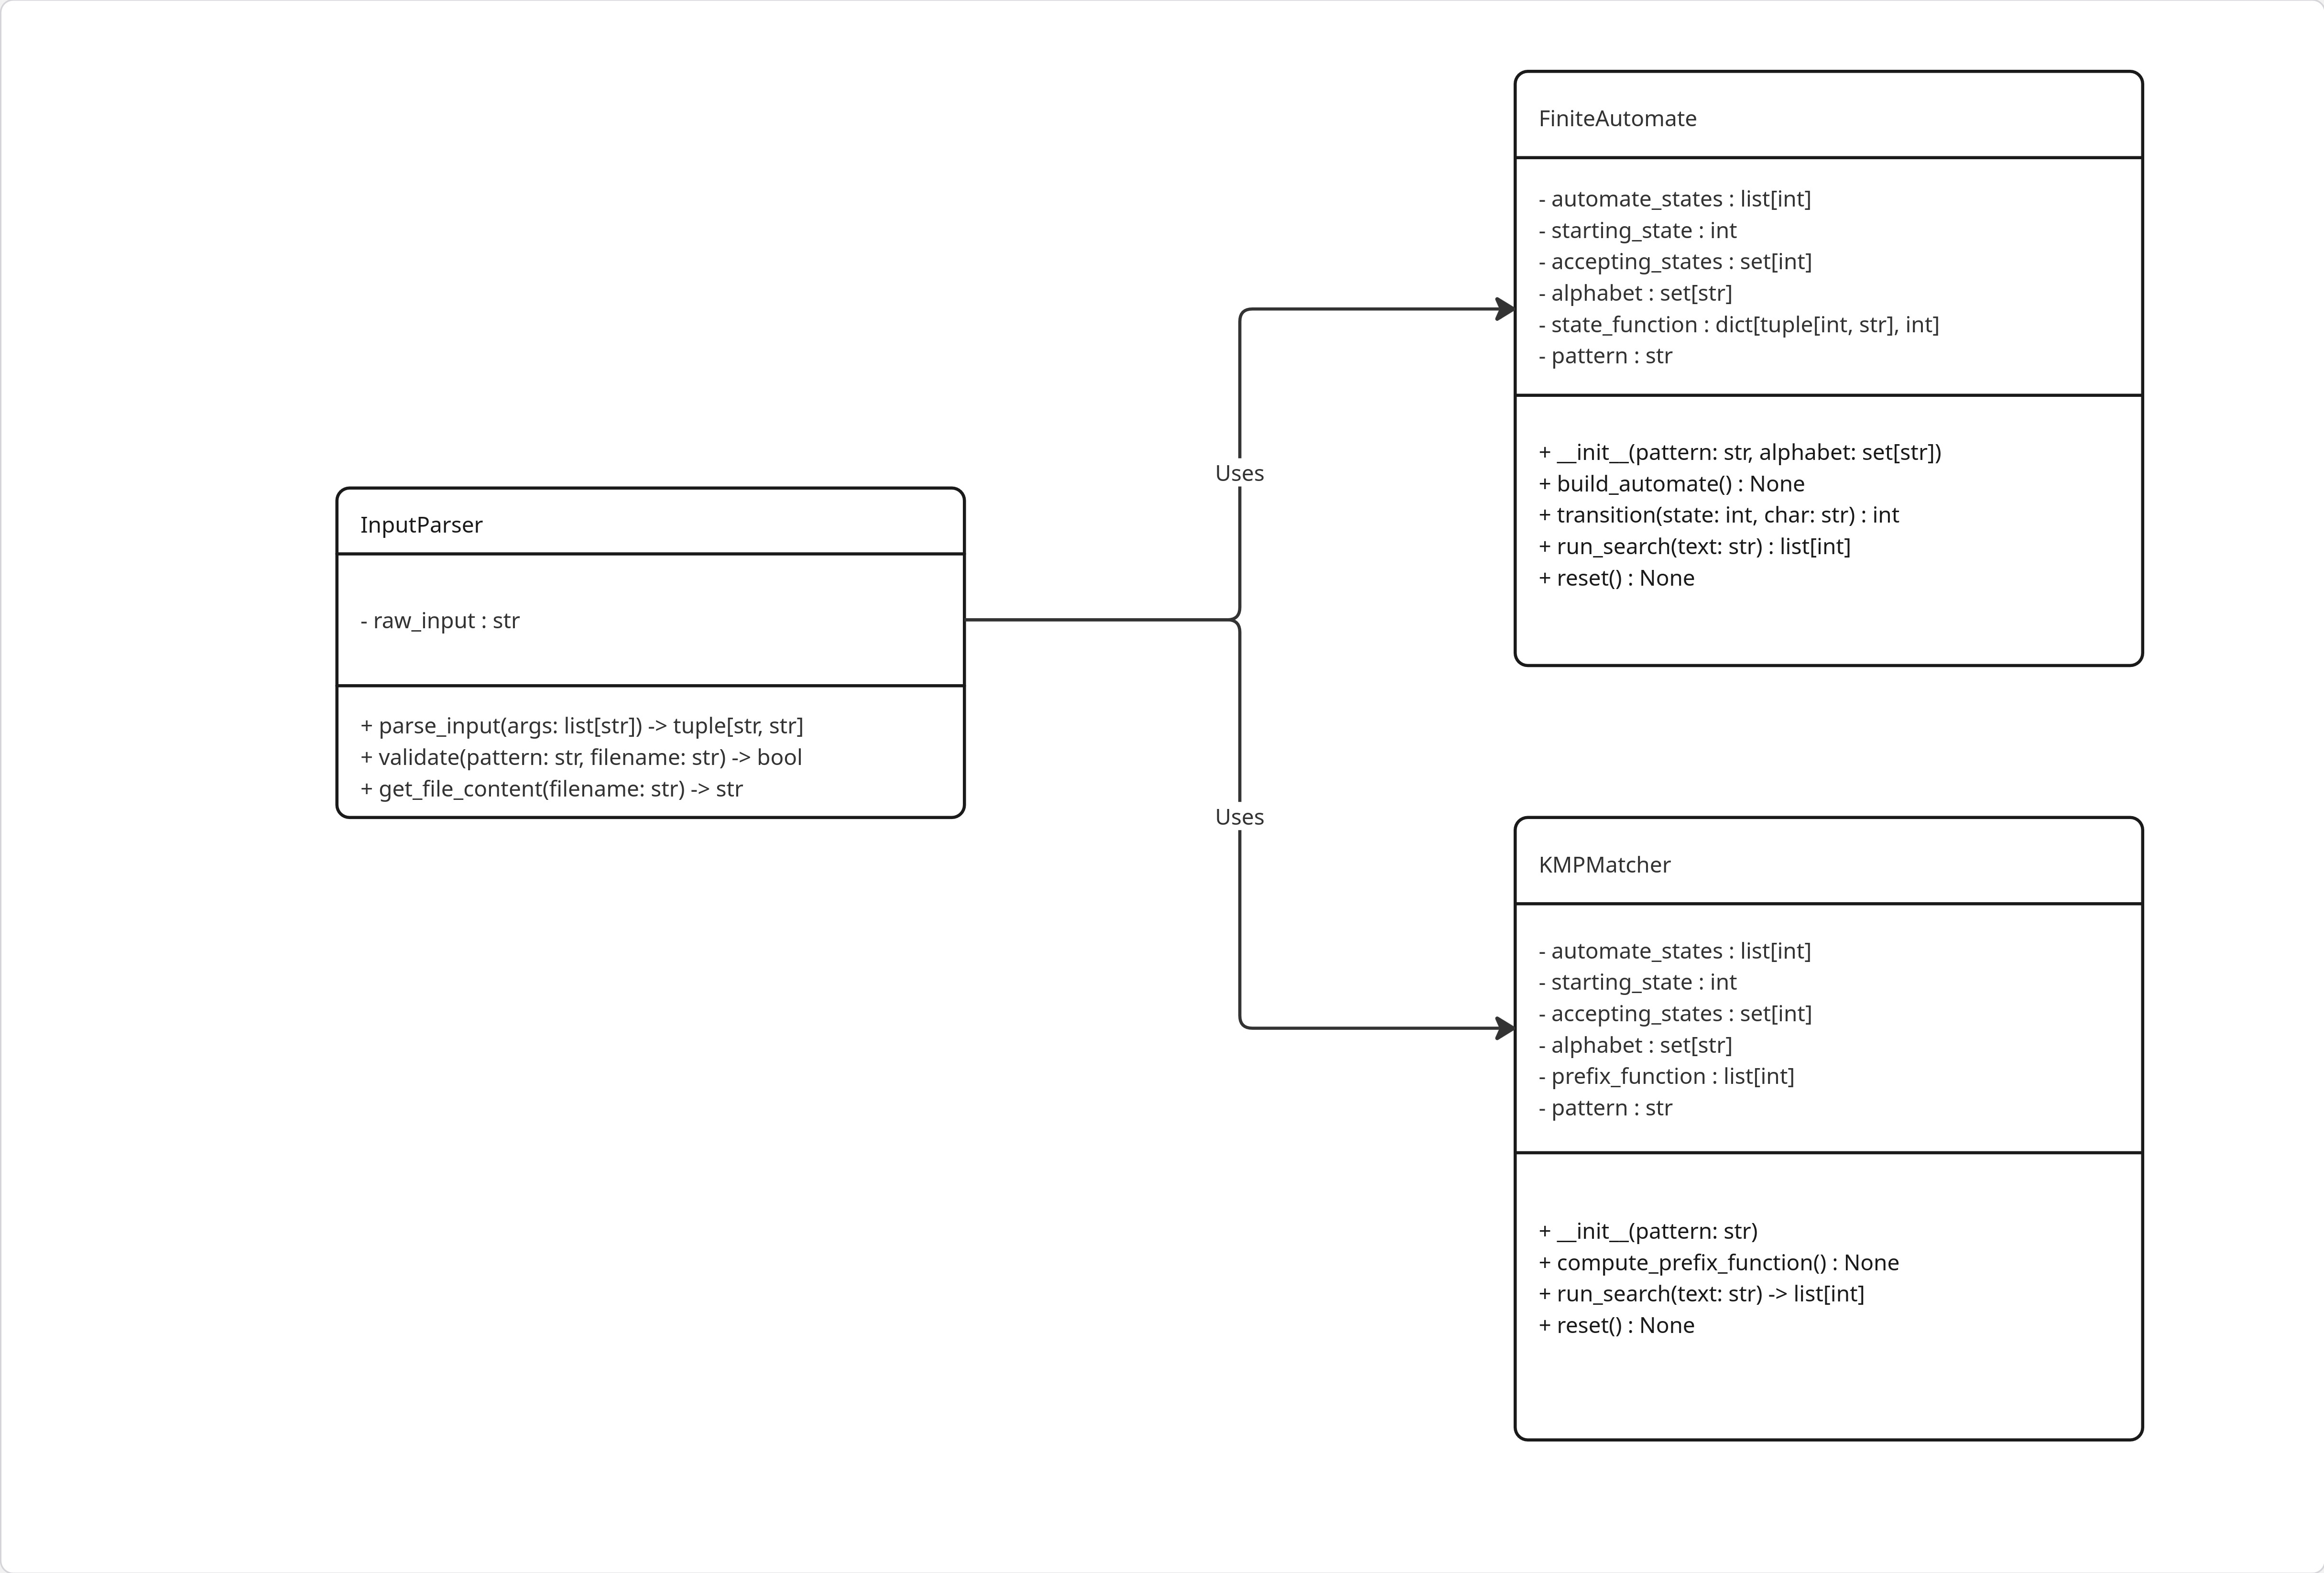 InputParser
- raw_input : str
+ parse_input(args: list[str]) -> tuple[str, str]
+ validate(pattern: str, filename: str) -> bool
+ get_file_content(filename: str) -> str
Uses
Uses
FiniteAutomate
- automate_states : list[int]
- starting_state : int
- accepting_states : set[int]
- alphabet : set[str]
- state_function : dict[tuple[int, str], int]
- pattern : str
+ __init__(pattern: str, alphabet: set[str])
+ build_automate() : None
+ transition(state: int, char: str) : int
+ run_search(text: str) : list[int]
+ reset() : None
KMPMatcher
- automate_states : list[int]
- starting_state : int
- accepting_states : set[int]
- alphabet : set[str]
- prefix_function : list[int]
- pattern : str
+ __init__(pattern: str)
+ compute_prefix_function() : None
+ run_search(text: str) -> list[int]
+ reset() : None